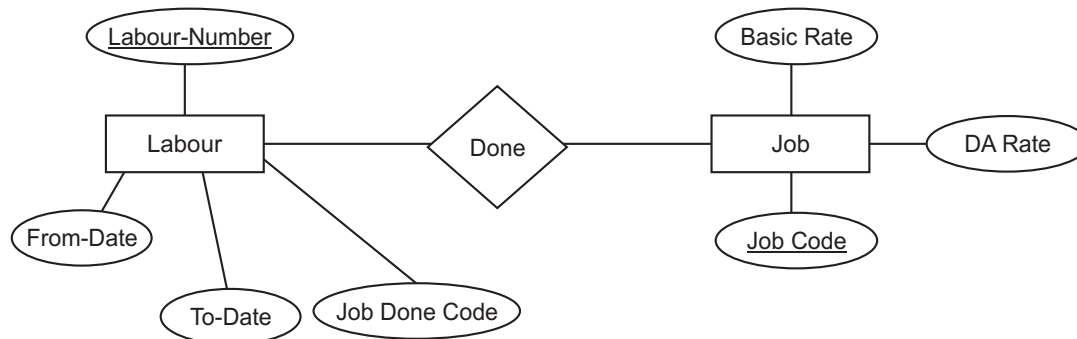 Labour-Number
Basic Rate
Labour
Done
Job
DA Rate
From-Date
Job Code
To-Date
Job Done Code